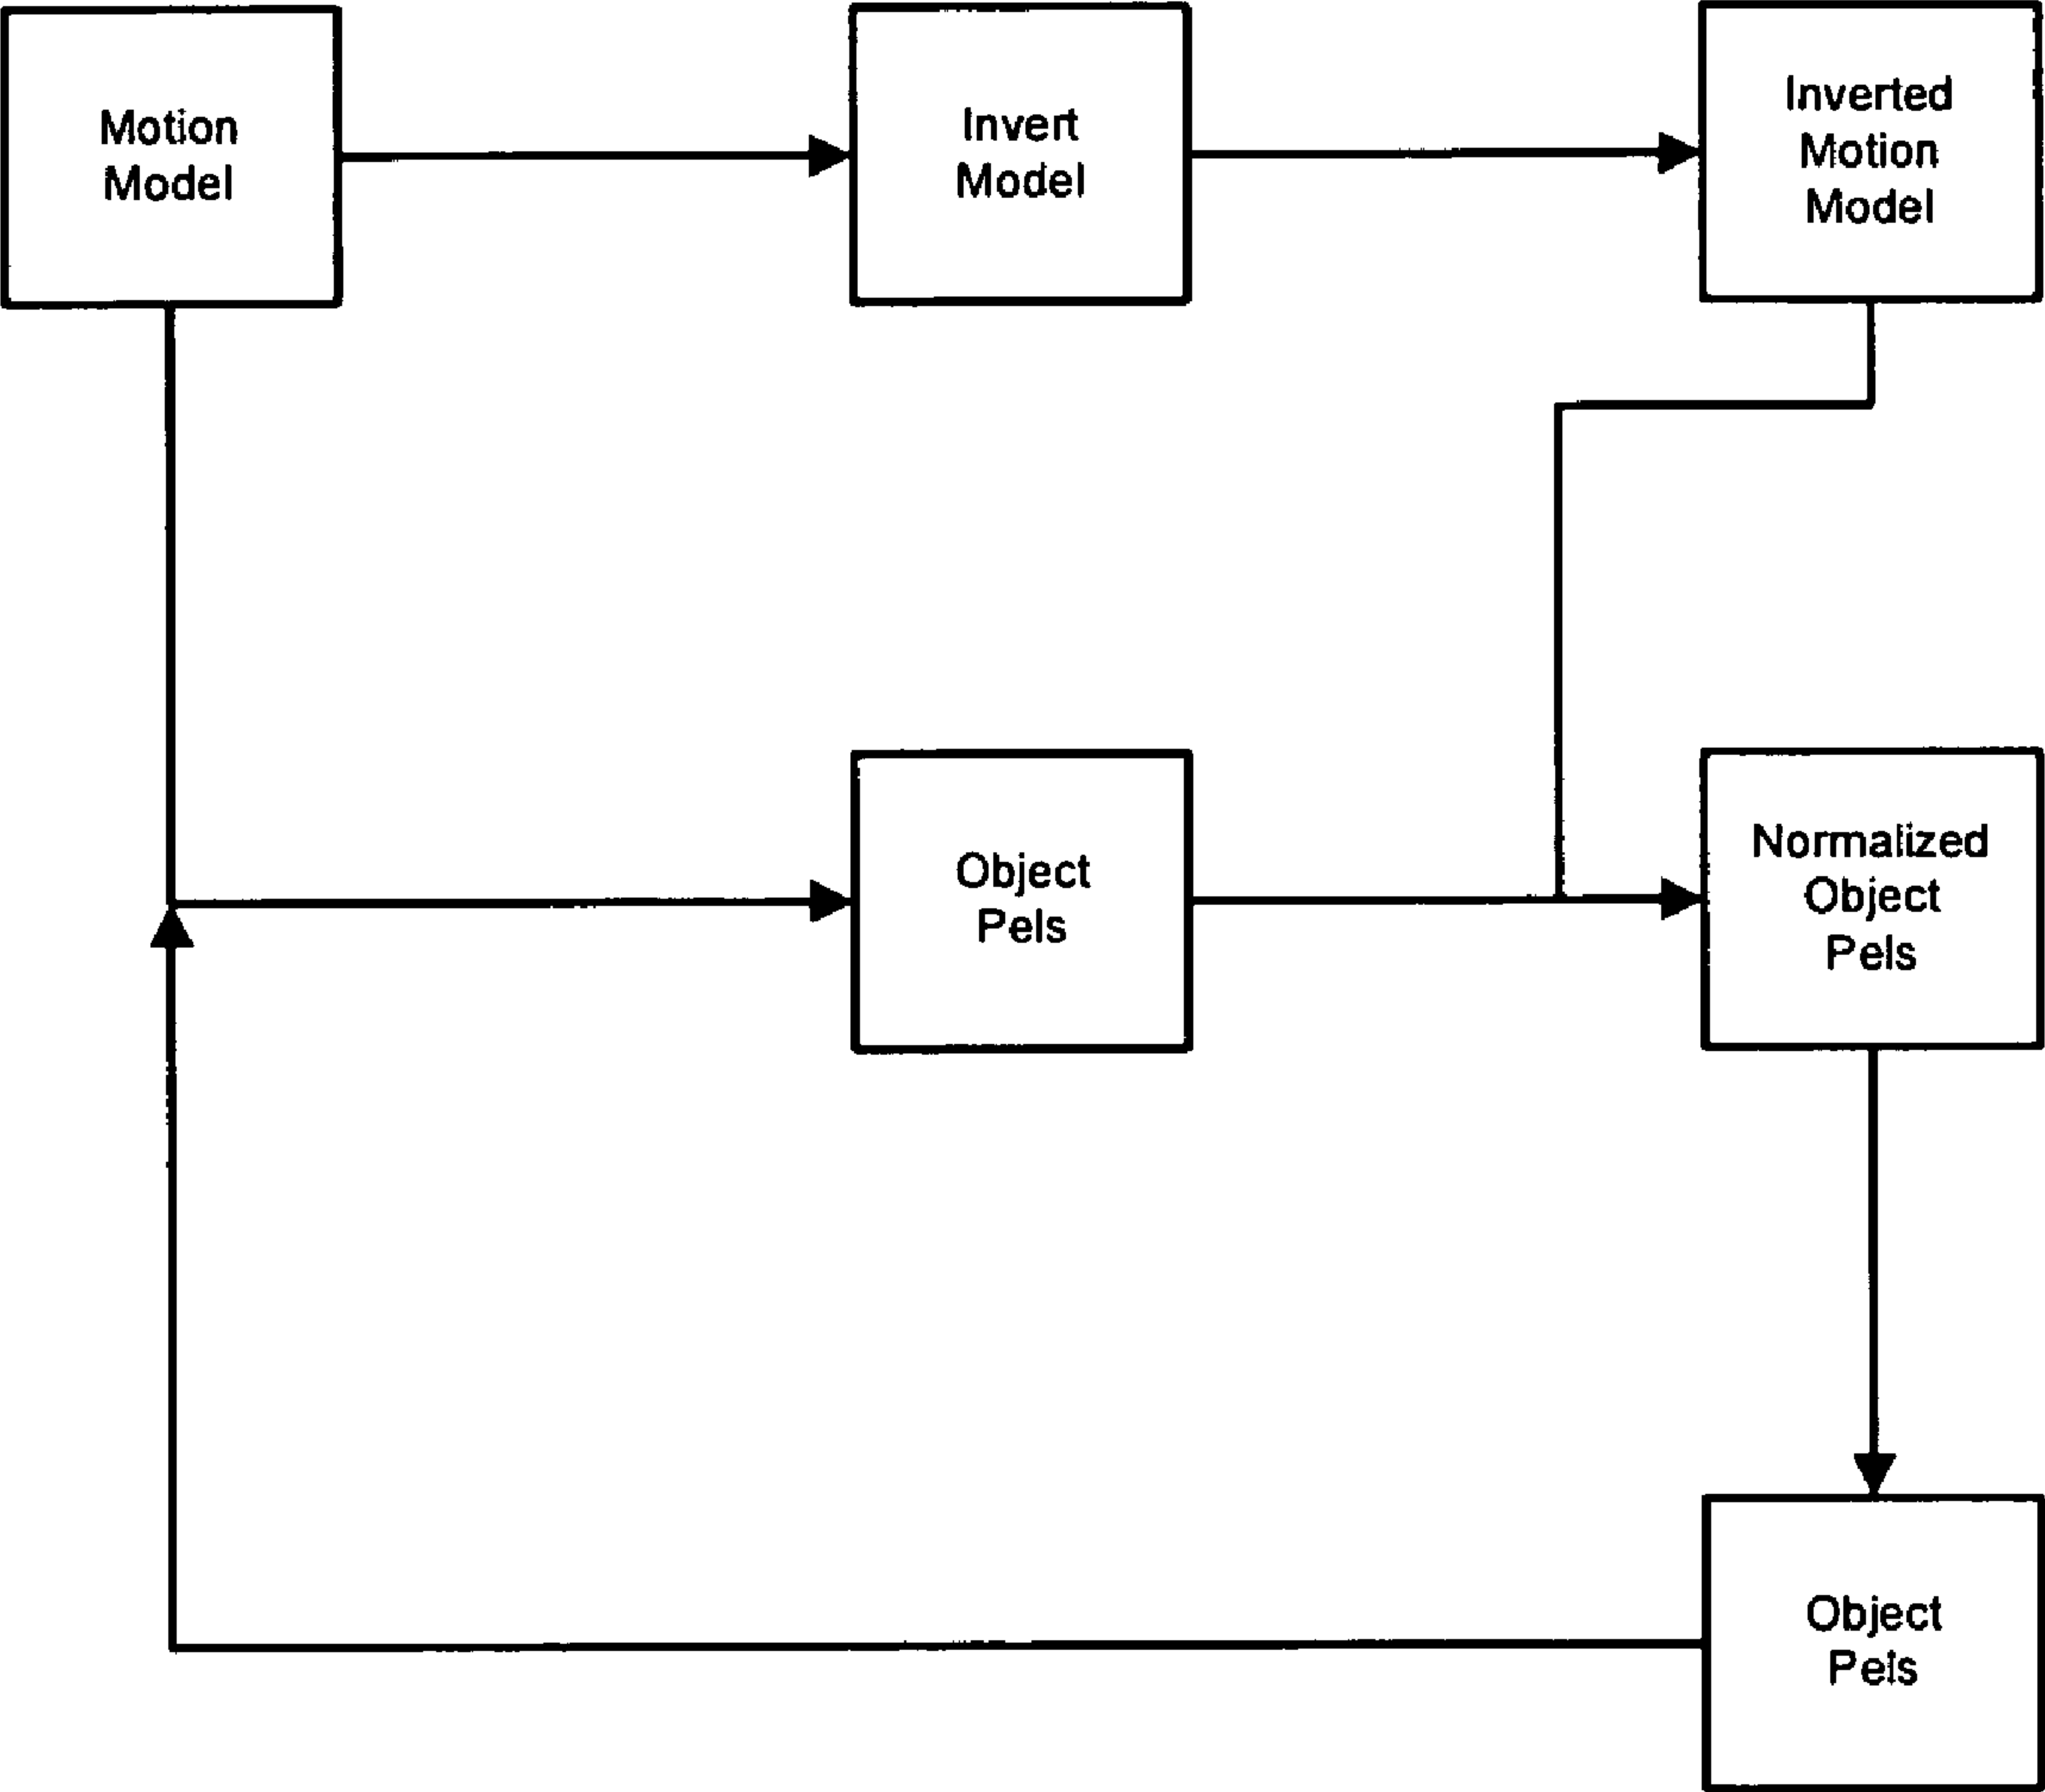 Motion
Model
Invert
Model
Inverted
Motion
Model
Object
Pels
Normalized
Object
Pels
Object
Pels